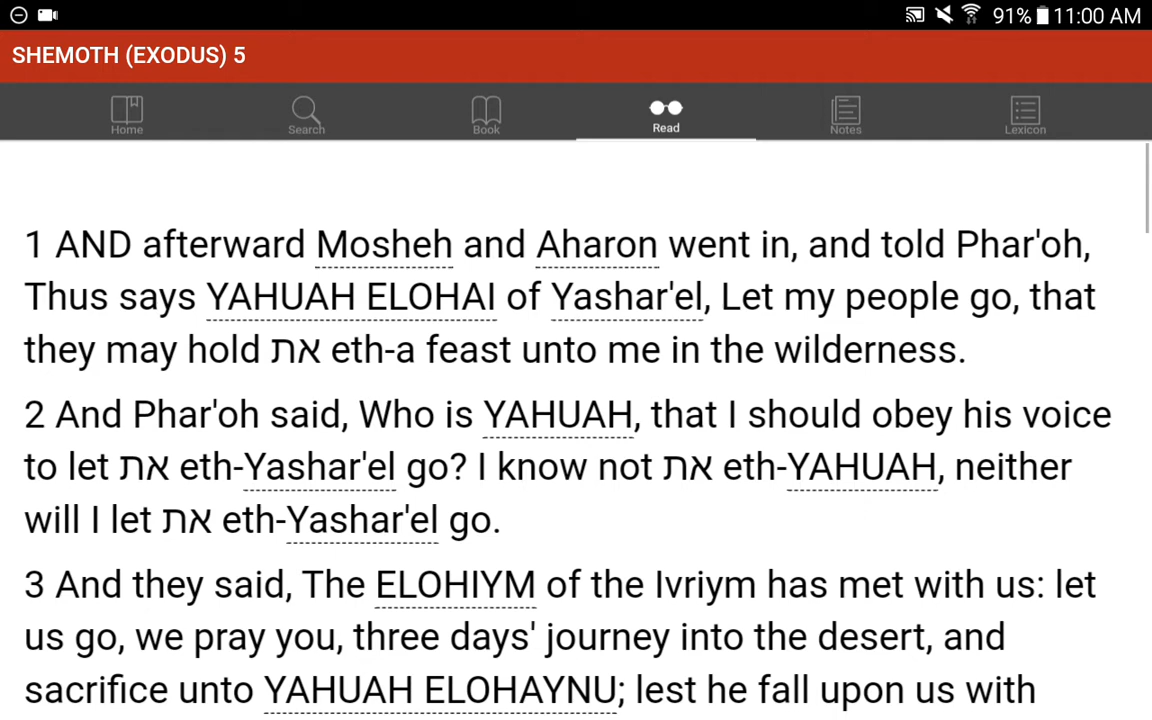 91% 11:00 AM
SHEMOTH (EXODUS) 5
Home Search Book Read Notes Lexicon
1 AND afterward Mosheh and Aharon went in, and told Phar'oh,
Thus says YAHUAH ELOHAI of Yashar'el, Let my people go, that
they may hold את eth-a feast unto me in the wilderness.
2 And Phar'oh said, Who is YAHUAH, that I should obey his voice
to let את eth-Yashar'el go? I know not את eth-YAHUAH, neither
will I let את eth-Yashar'el go.
3 And they said, The ELOHIYM of the Ivriym has met with us: let
us go, we pray you, three days' journey into the desert, and
sacrifice unto YAHUAH ELOHAYNU; lest he fall upon us with